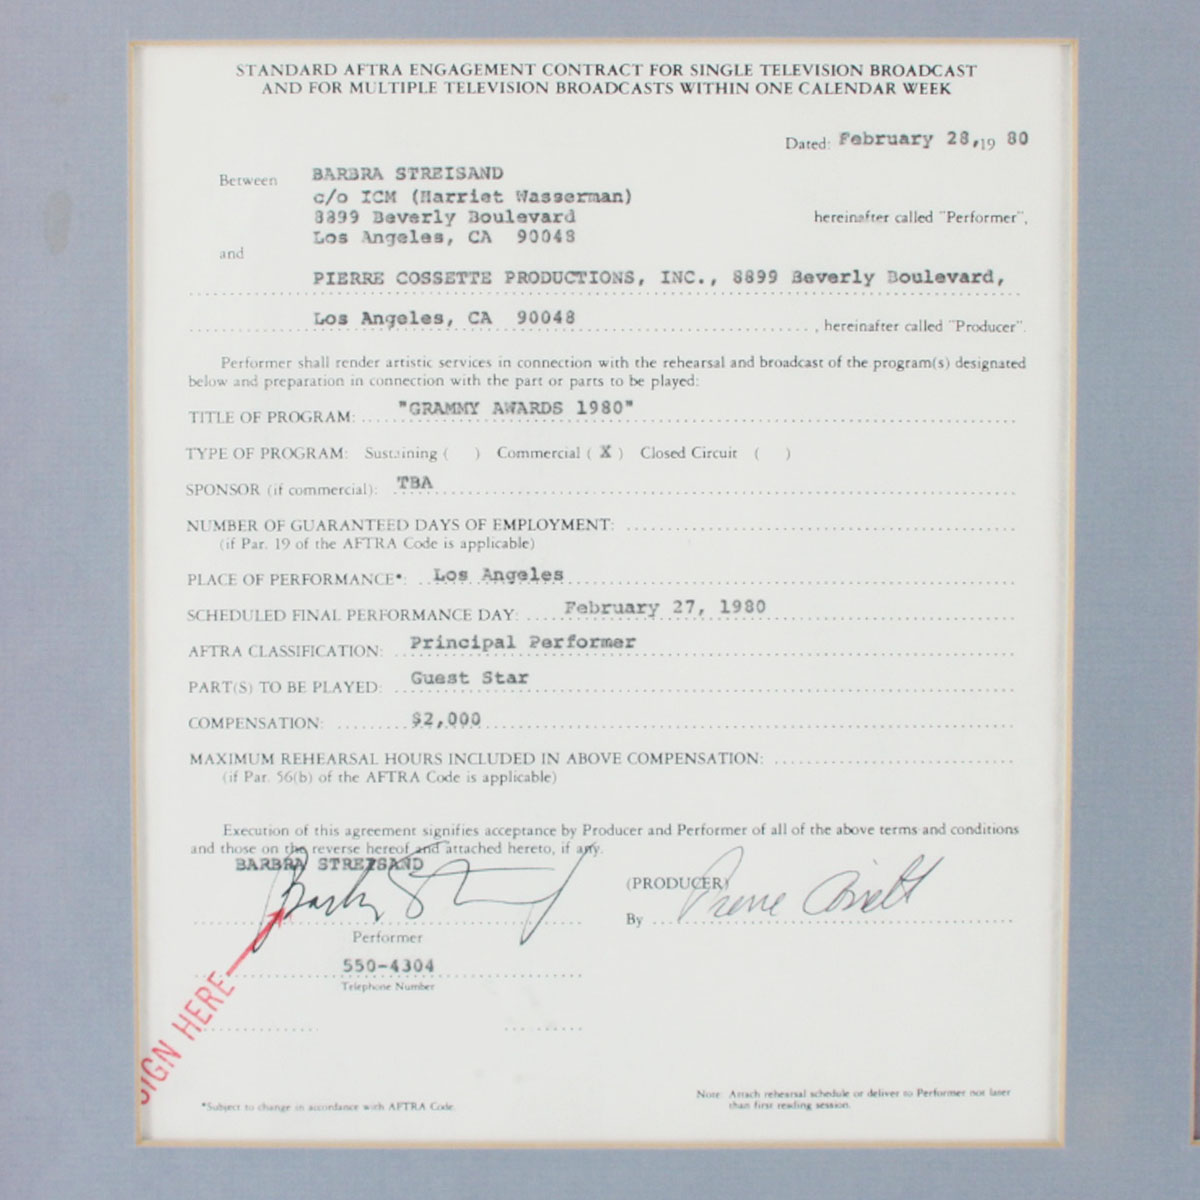 STANDARD AFTRA ENGAGEMENT CONTRACT FOR SINGLE TELEVISION BROADCAST
AND FOR MULTIPLE TELEVISION BROADCASTS WITHIN ONE CALENDAR WEEK
Dated: February 28, 19 80
Between BARBRA STREISAND
c/o ICM (Harriet Wasserman)
8899 Beverly Boulevard hereinafter called "Performer",
Los Angeles, CA 90048
and
PIERRE COSSETTE PRODUCTIONS, INC., 8899 Beverly Boulevard,
Los Angeles, CA 90048 , hereinafter called "Producer".
Performer shall render artistic services in connection with the rehearsal and broadcast of the program(s) designated
below and preparation in connection with the part or parts to be played:
TITLE OF PROGRAM: "GRAMMY AWARDS 1980"
TYPE OF PROGRAM: Sustaining ( ) Commercial ( X ) Closed Circuit ( )
SPONSOR (if commercial): TBA
NUMBER OF GUARANTEED DAYS OF EMPLOYMENT:
(if Par. 19 of the AFTRA Code is applicable)
PLACE OF PERFORMANCE*: Los Angeles
SCHEDULED FINAL PERFORMANCE DAY: February 27, 1980
AFTRA CLASSIFICATION: Principal Performer
PART(S) TO BE PLAYED: Guest Star
COMPENSATION: $2,000
MAXIMUM REHEARSAL HOURS INCLUDED IN ABOVE COMPENSATION:
(if Par. 56(b) of the AFTRA Code is applicable)
Execution of this agreement signifies acceptance by Producer and Performer of all of the above terms and conditions
and those on the reverse hereof and attached hereto, if any.
BARBRA STREISAND
(PRODUCER)
By
Performer
550-4304
Telephone Number
SIGN HERE
*Subject to change in accordance with AFTRA Code.
Note: Attach rehearsal schedule or deliver to Performer not later
than first reading session.